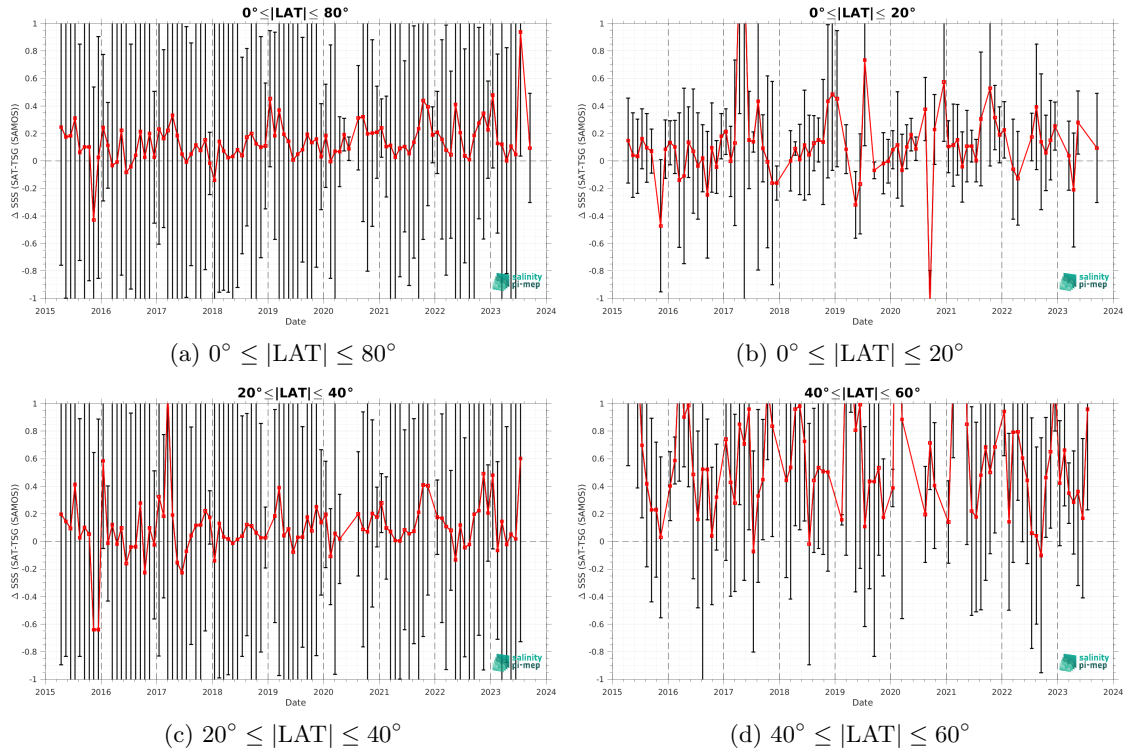 0°≤|LAT|≤ 80°
Δ SSS (SAT-TSG (SAMOS))
1
0.8
0.6
0.4
0.2
0
-0.2
-0.4
-0.6
-0.8
-1
2015 2016 2017 2018 2019 2020 2021 2022 2023 2024
Date
salinity
pi-mep
(a) 0° ≤ |LAT| ≤ 80°
0°≤|LAT|≤ 20°
Δ SSS (SAT-TSG (SAMOS))
1
0.8
0.6
0.4
0.2
0
-0.2
-0.4
-0.6
-0.8
-1
2015 2016 2017 2018 2019 2020 2021 2022 2023 2024
Date
salinity
pi-mep
(b) 0° ≤ |LAT| ≤ 20°
20°≤|LAT|≤ 40°
Δ SSS (SAT-TSG (SAMOS))
1
0.8
0.6
0.4
0.2
0
-0.2
-0.4
-0.6
-0.8
-1
2015 2016 2017 2018 2019 2020 2021 2022 2023 2024
Date
salinity
pi-mep
(c) 20° ≤ |LAT| ≤ 40°
40°≤|LAT|≤ 60°
Δ SSS (SAT-TSG (SAMOS))
1
0.8
0.6
0.4
0.2
0
-0.2
-0.4
-0.6
-0.8
-1
2015 2016 2017 2018 2019 2020 2021 2022 2023 2024
Date
salinity
pi-mep
(d) 40° ≤ |LAT| ≤ 60°